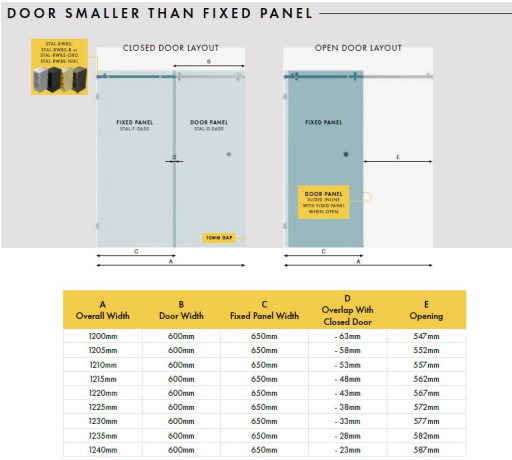 DOOR SMALLER THAN FIXED PANEL
STAL-RWBS,
STAL-RWBS-B or
STAL-RWBS-ORO
STAL-RWBS-NIKL
CLOSED DOOR LAYOUT
B
FIXED PANEL
STAL-F-0650
DOOR PANEL
STAL-D-0600
D
10MM GAP
C
A
OPEN DOOR LAYOUT
FIXED PANEL
E
DOOR PANEL
SLIDES INLINE
WITH FIXED PANEL
WHEN OPEN
C
A
A B C D E
Overall Width Door Width Fixed Panel Width Overlap With Opening
Closed Door
1200mm 600mm 650mm - 63mm 547mm
1205mm 600mm 650mm - 58mm 552mm
1210mm 600mm 650mm - 53mm 557mm
1215mm 600mm 650mm - 48mm 562mm
1220mm 600mm 650mm - 43mm 567mm
1225mm 600mm 650mm - 38mm 572mm
1230mm 600mm 650mm - 33mm 577mm
1235mm 600mm 650mm - 28mm 582mm
1240mm 600mm 650mm - 23mm 587mm